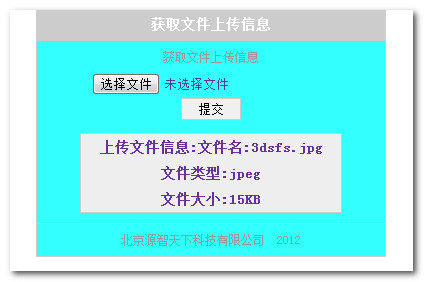 获取文件上传信息
获取文件上传信息
选择文件 未选择文件
提交
上传文件信息:文件名:3dsfs.jpg
文件类型:jpeg
文件大小:15KB
北京源智天下科技有限公司 2012